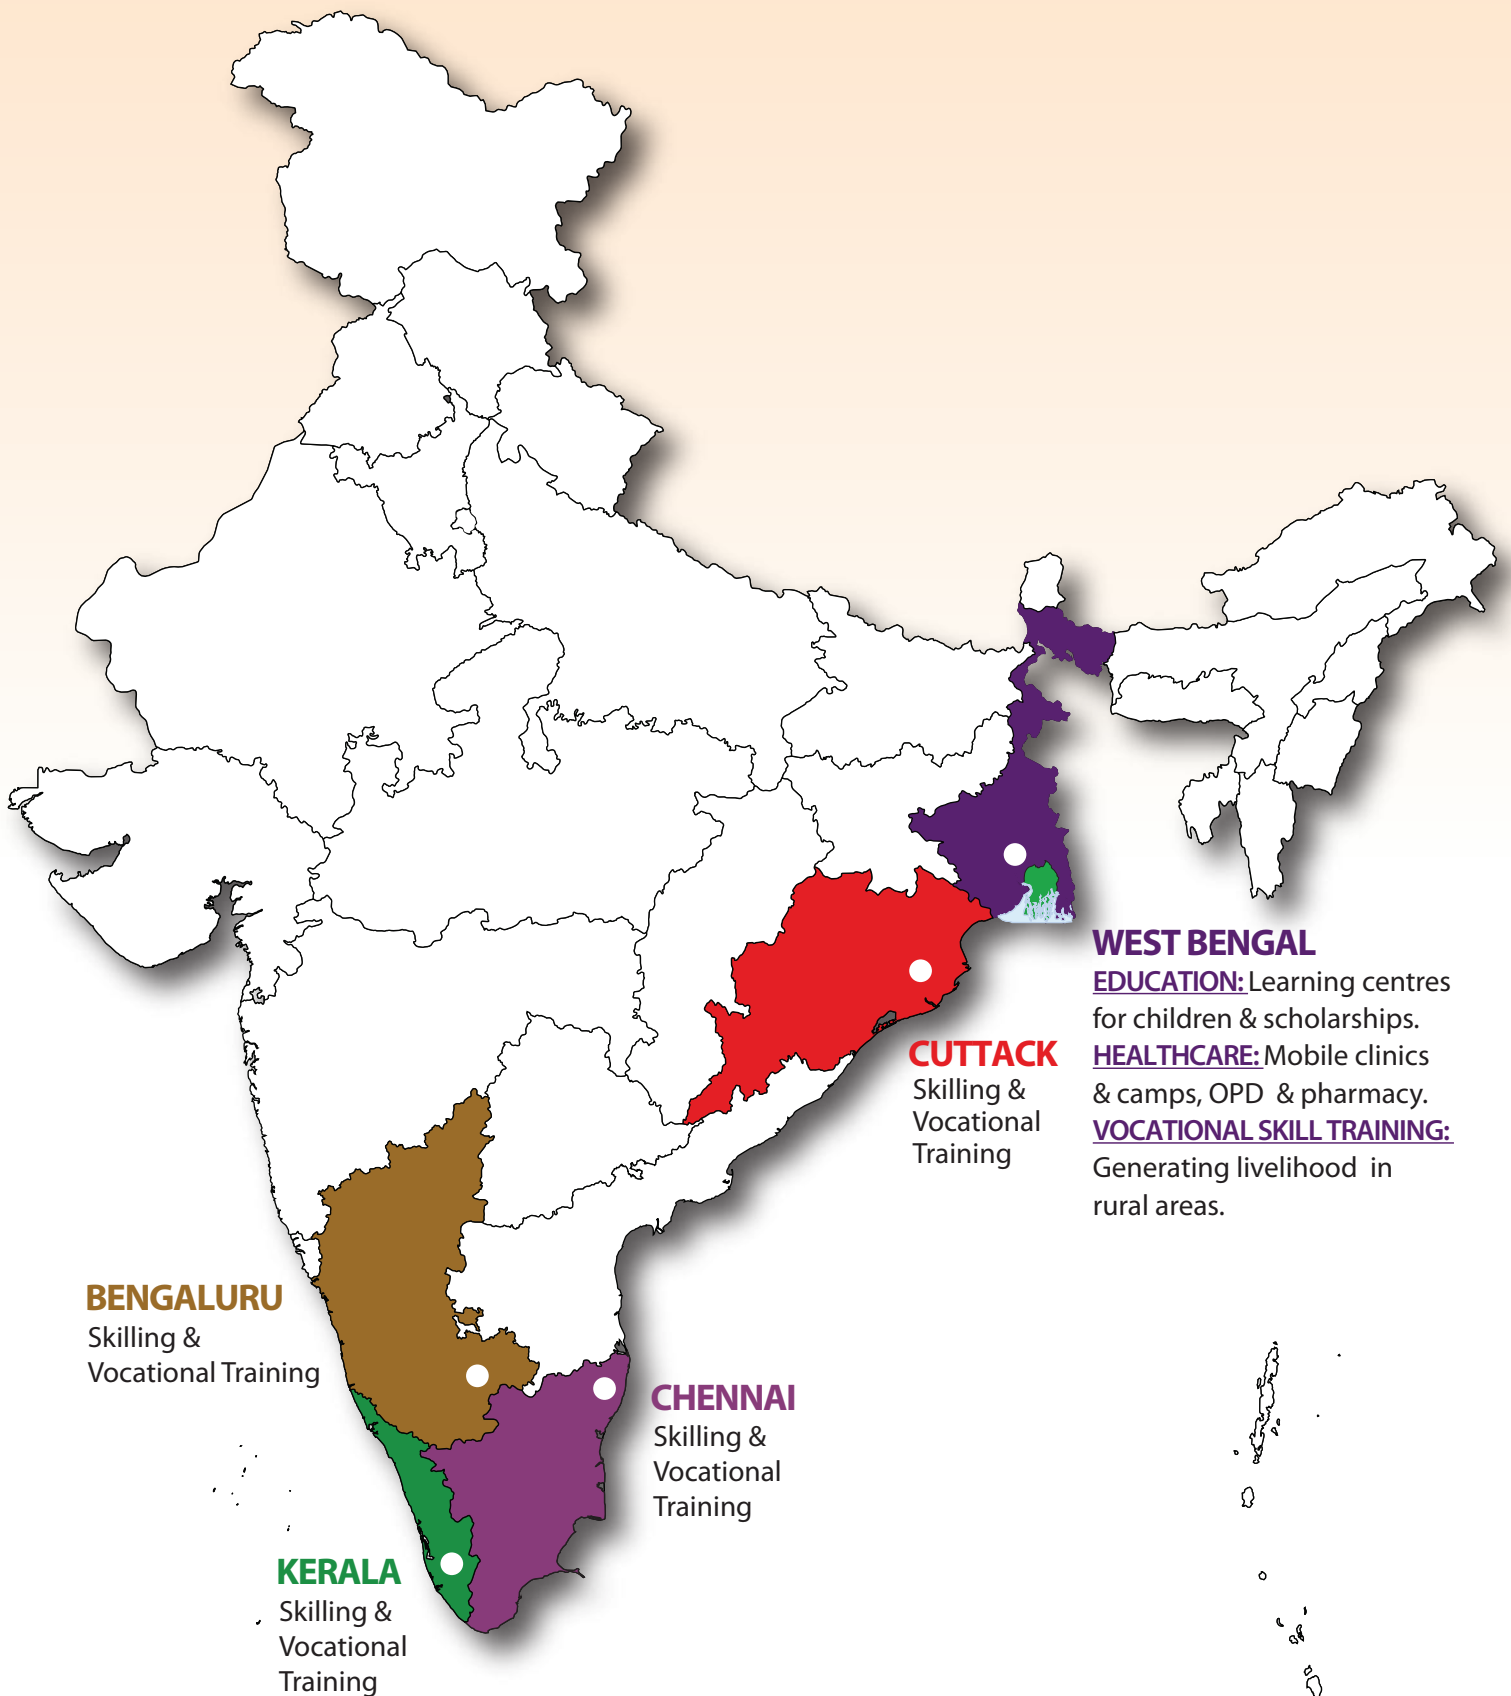 WEST BENGAL
EDUCATION: Learning centres
for children & scholarships.
HEALTHCARE: Mobile clinics
& camps, OPD & pharmacy.
VOCATIONAL SKILL TRAINING:
Generating livelihood in
rural areas.
CUTTACK
Skilling &
Vocational
Training
BENGALURU
Skilling &
Vocational Training
CHENNAI
Skilling &
Vocational
Training
KERALA
Skilling &
Vocational
Training